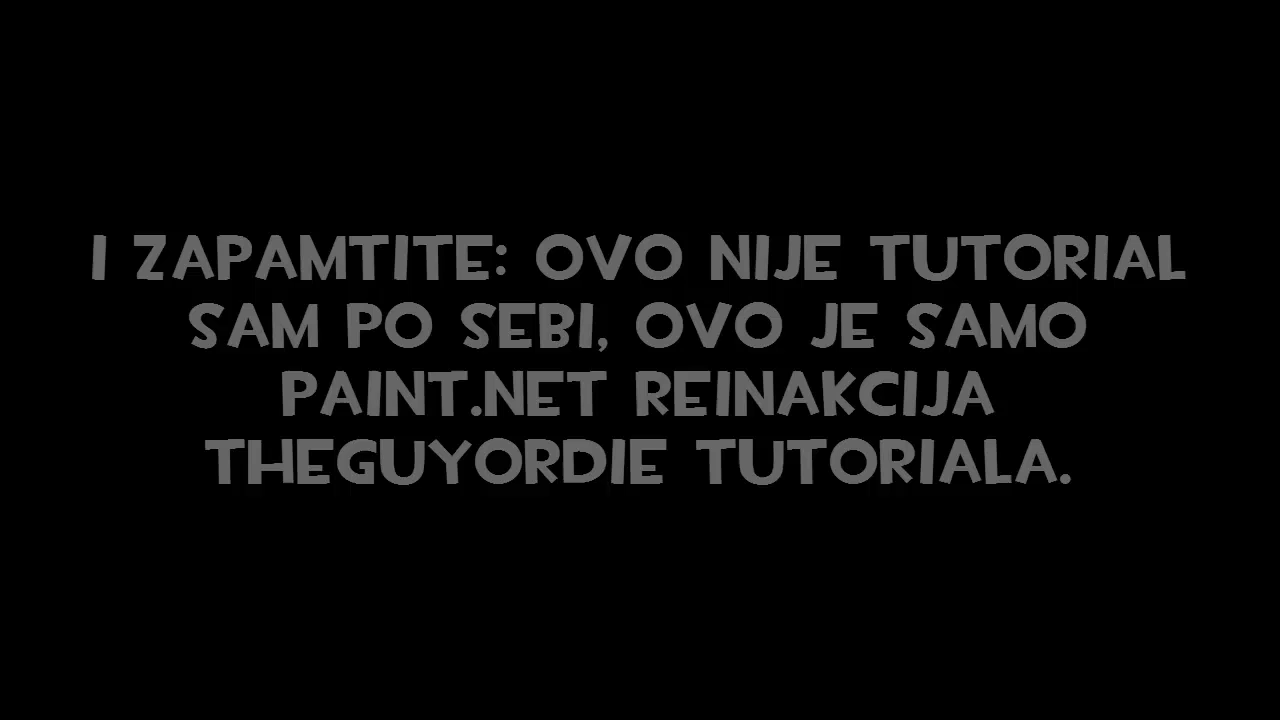 I ZAPAMTITE: OVO NIJE TUTORIAL
SAM PO SEBI, OVO JE SAMO
PAINT.NET REINAKCIJA
THEGUYORDIE TUTORIALA.